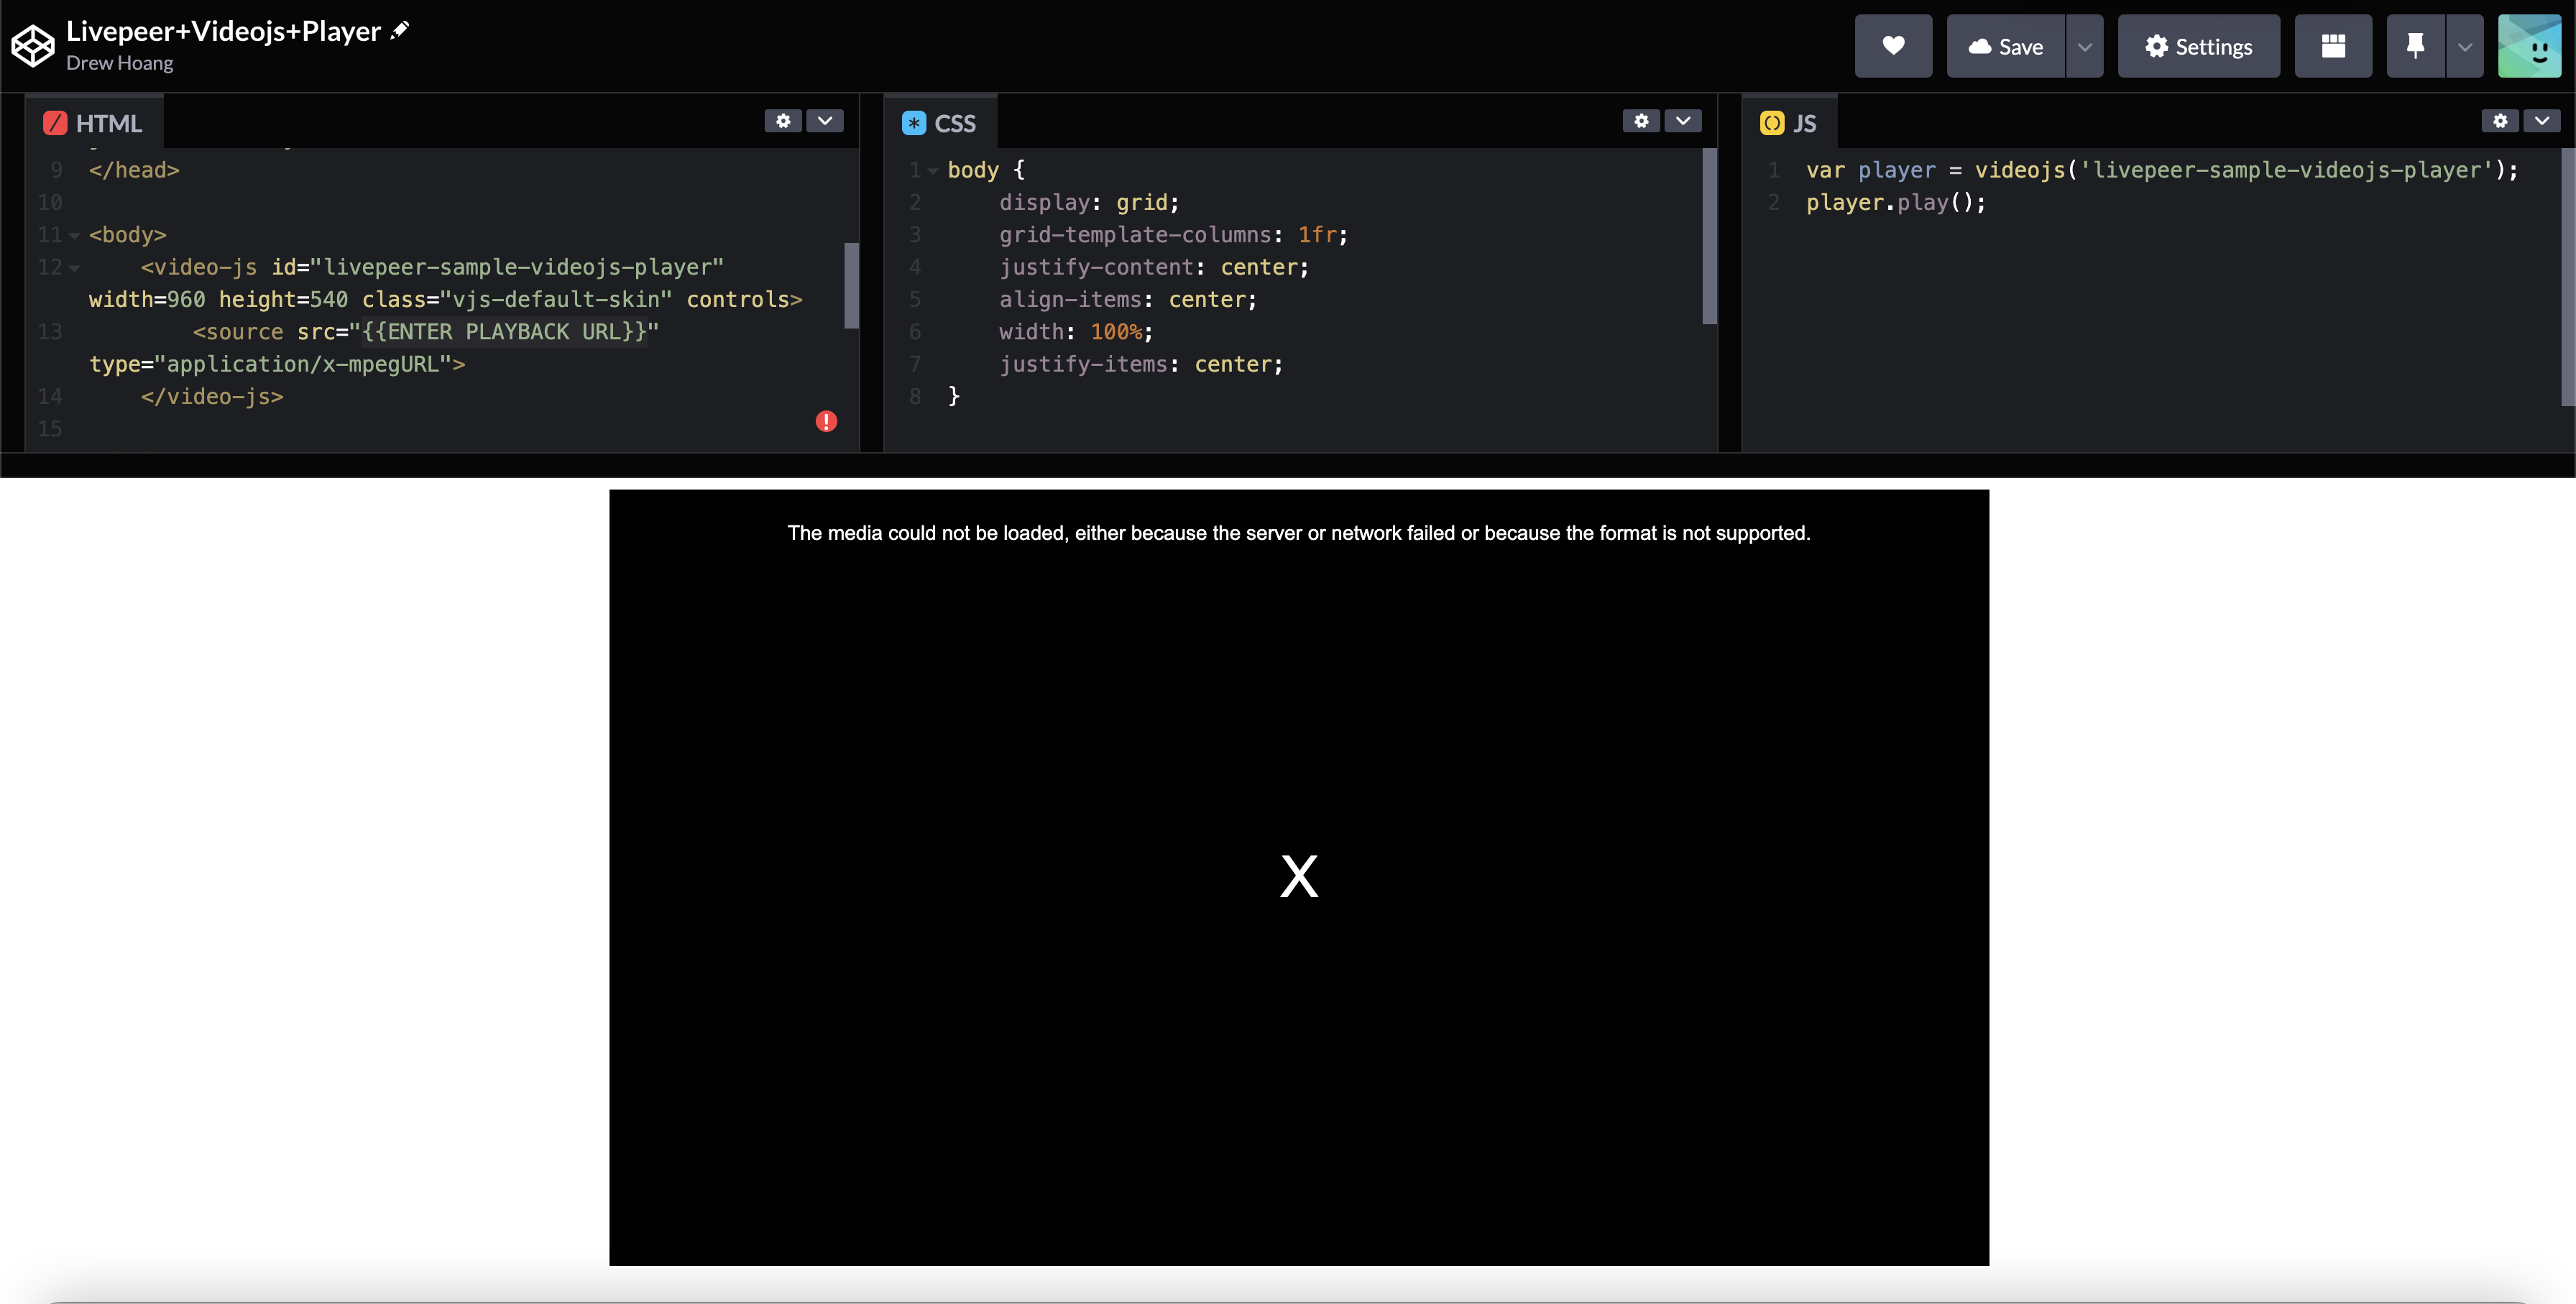 Livepeer+Videojs+Player
Drew Hoang
Save
Settings
HTML
9 </head>
10
11 <body>
12 <video-js id="livepeer-sample-videojs-player"
width=960 height=540 class="vjs-default-skin" controls>
13 <source src="{{ENTER PLAYBACK URL}}"
type="application/x-mpegURL">
14 </video-js>
15
CSS
1 body {
2 display: grid;
3 grid-template-columns: 1fr;
4 justify-content: center;
5 align-items: center;
6 width: 100%;
7 justify-items: center;
8 }
JS
1 var player = videojs('livepeer-sample-videojs-player');
2 player.play();
The media could not be loaded, either because the server or network failed or because the format is not supported.
X